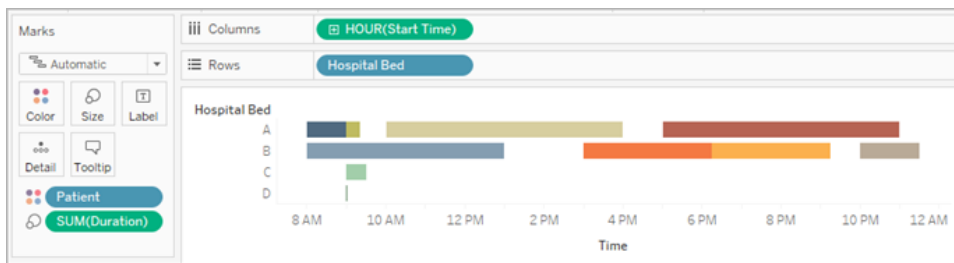 Marks
Columns
HOUR(Start Time)
Automatic
Rows
Hospital Bed
Color
Size
Label
Detail
Tooltip
Patient
SUM(Duration)
Hospital Bed
A
B
C
D
8 AM 10 AM 12 PM 2 PM 4 PM 6 PM 8 PM 10 PM 12 AM
Time